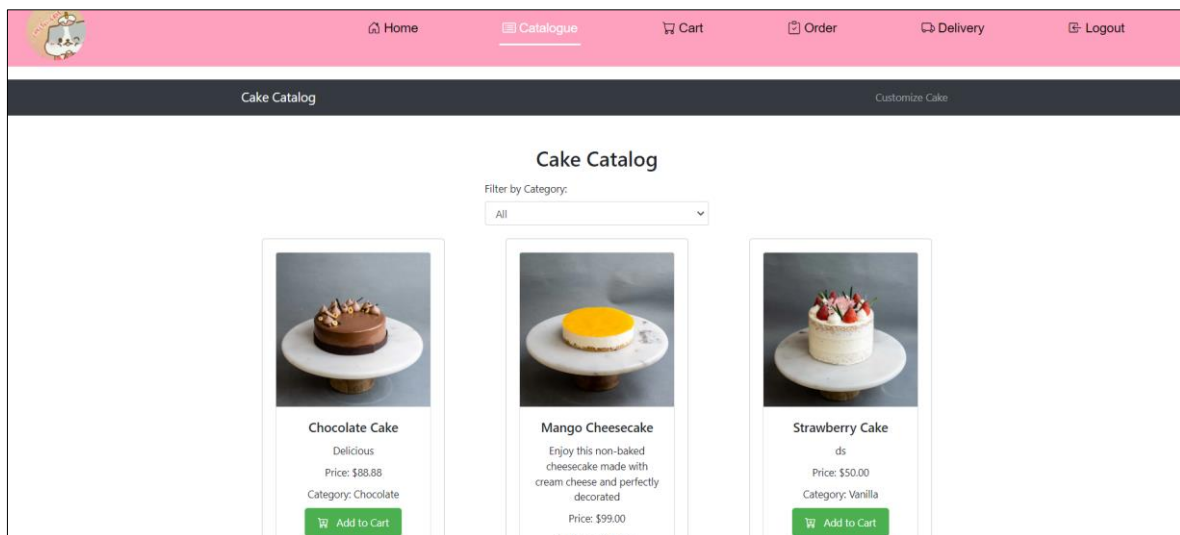 Home Catalogue Cart Order Delivery Logout
Cake Catalog Customize Cake
Cake Catalog
Filter by Category:
All
Chocolate Cake
Delicious
Price: $88.88
Category: Chocolate
Add to Cart
Mango Cheesecake
Enjoy this non-baked
cheesecake made with
cream cheese and perfectly
decorated
Price: $99.00
Strawberry Cake
ds
Price: $50.00
Category: Vanilla
Add to Cart